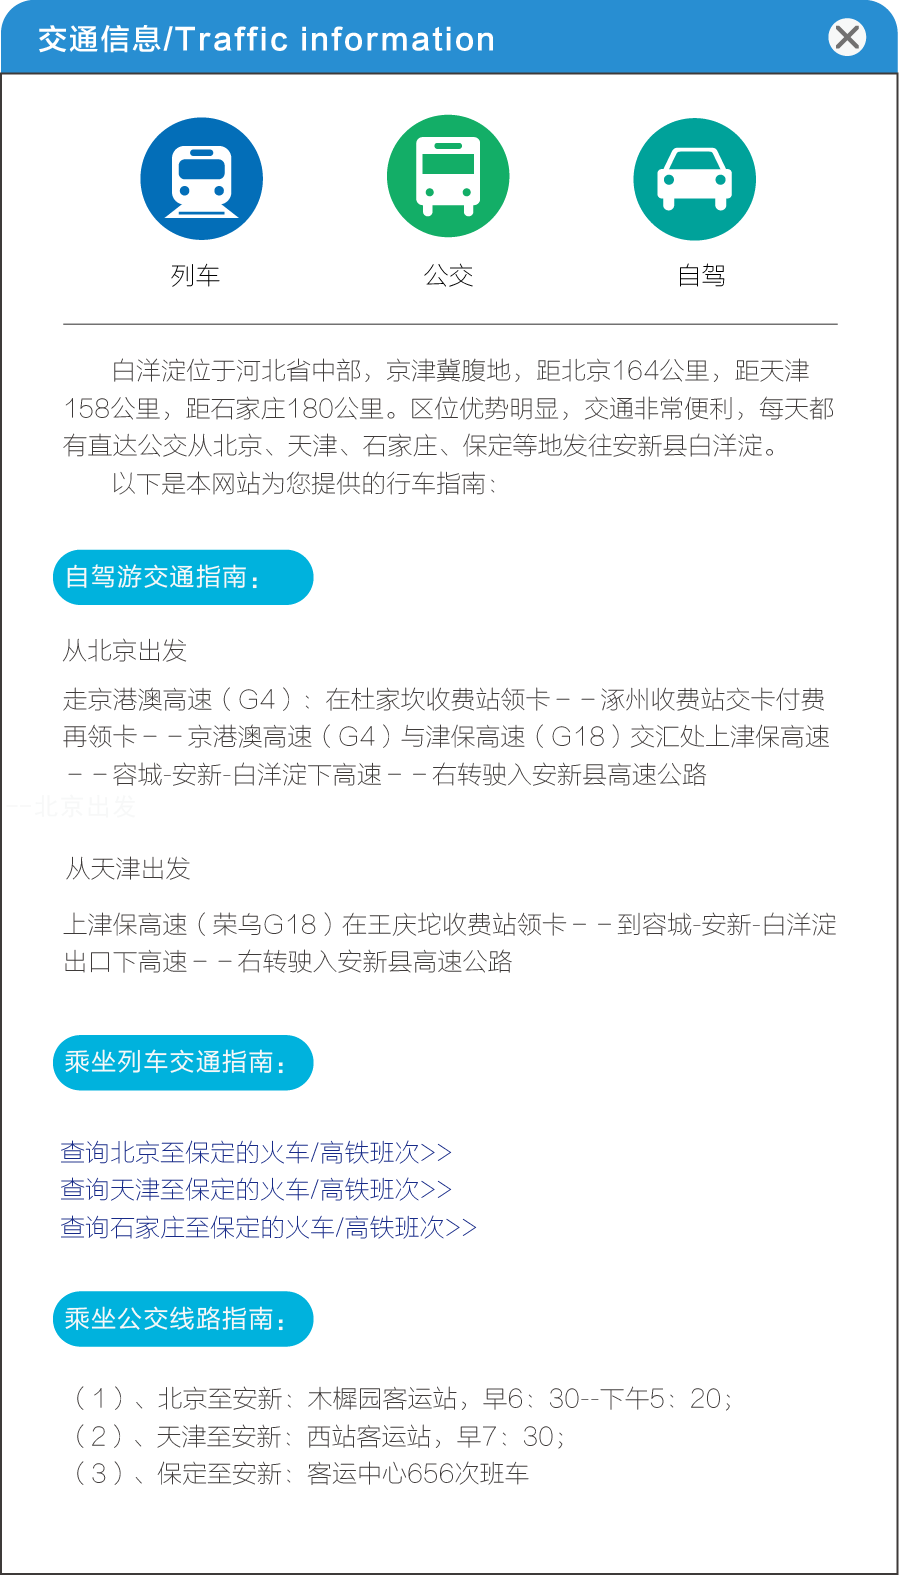 交通信息/Traffic information
列车
公交
自驾
白洋淀位于河北省中部，京津冀腹地，距北京164公里，距天津
158公里，距石家庄180公里。区位优势明显，交通非常便利，每天都
有直达公交从北京、天津、石家庄、保定等地发往安新县白洋淀。
以下是本网站为您提供的行车指南：
自驾游交通指南：
从北京出发
走京港澳高速（G4）：在杜家坎收费站领卡－－涿州收费站交卡付费
再领卡－－京港澳高速（G4）与津保高速（G18）交汇处上津保高速
－－容城-安新-白洋淀下高速－－右转驶入安新县高速公路
一北京出发
从天津出发
上津保高速（荣乌G18）在王庆坨收费站领卡－－到容城-安新-白洋淀
出口下高速－－右转驶入安新县高速公路
乘坐列车交通指南：
查询北京至保定的火车/高铁班次>>
查询天津至保定的火车/高铁班次>>
查询石家庄至保定的火车/高铁班次>>
乘坐公交线路指南：
（1）、北京至安新：木樨园客运站，早6：30--下午5：20；
（2）、天津至安新：西站客运站，早7：30；
（3）、保定至安新：客运中心656次班车